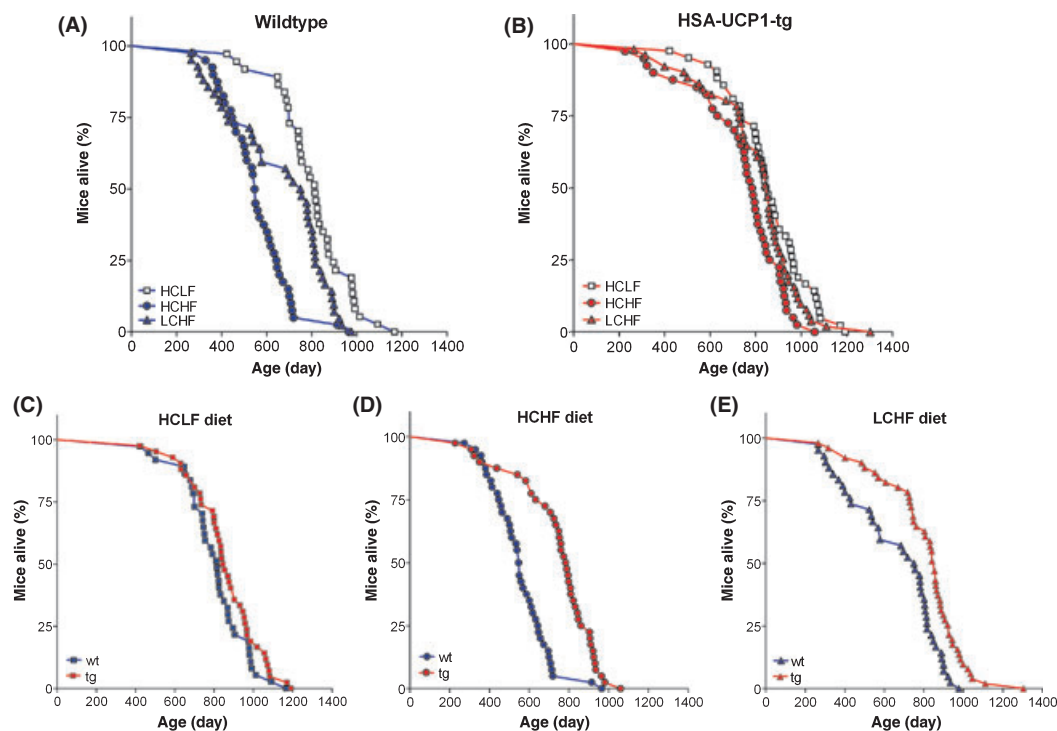 (A)
Wildtype
Mice alive (%)
100
75
50
25
0
HCLF
HCHF
LCHF
0 200 400 600 800 1000 1200 1400
Age (day)
(B)
HSA-UCP1-tg
Mice alive (%)
100
75
50
25
0
HCLF
HCHF
LCHF
0 200 400 600 800 1000 1200 1400
Age (day)
(C)
HCLF diet
Mice alive (%)
100
75
50
25
0
wt
tg
0 200 400 600 800 1000 1200 1400
Age (day)
(D)
HCHF diet
Mice alive (%)
100
75
50
25
0
wt
tg
0 200 400 600 800 1000 1200 1400
Age (day)
(E)
LCHF diet
Mice alive (%)
100
75
50
25
0
wt
tg
0 200 400 600 800 1000 1200 1400
Age (day)